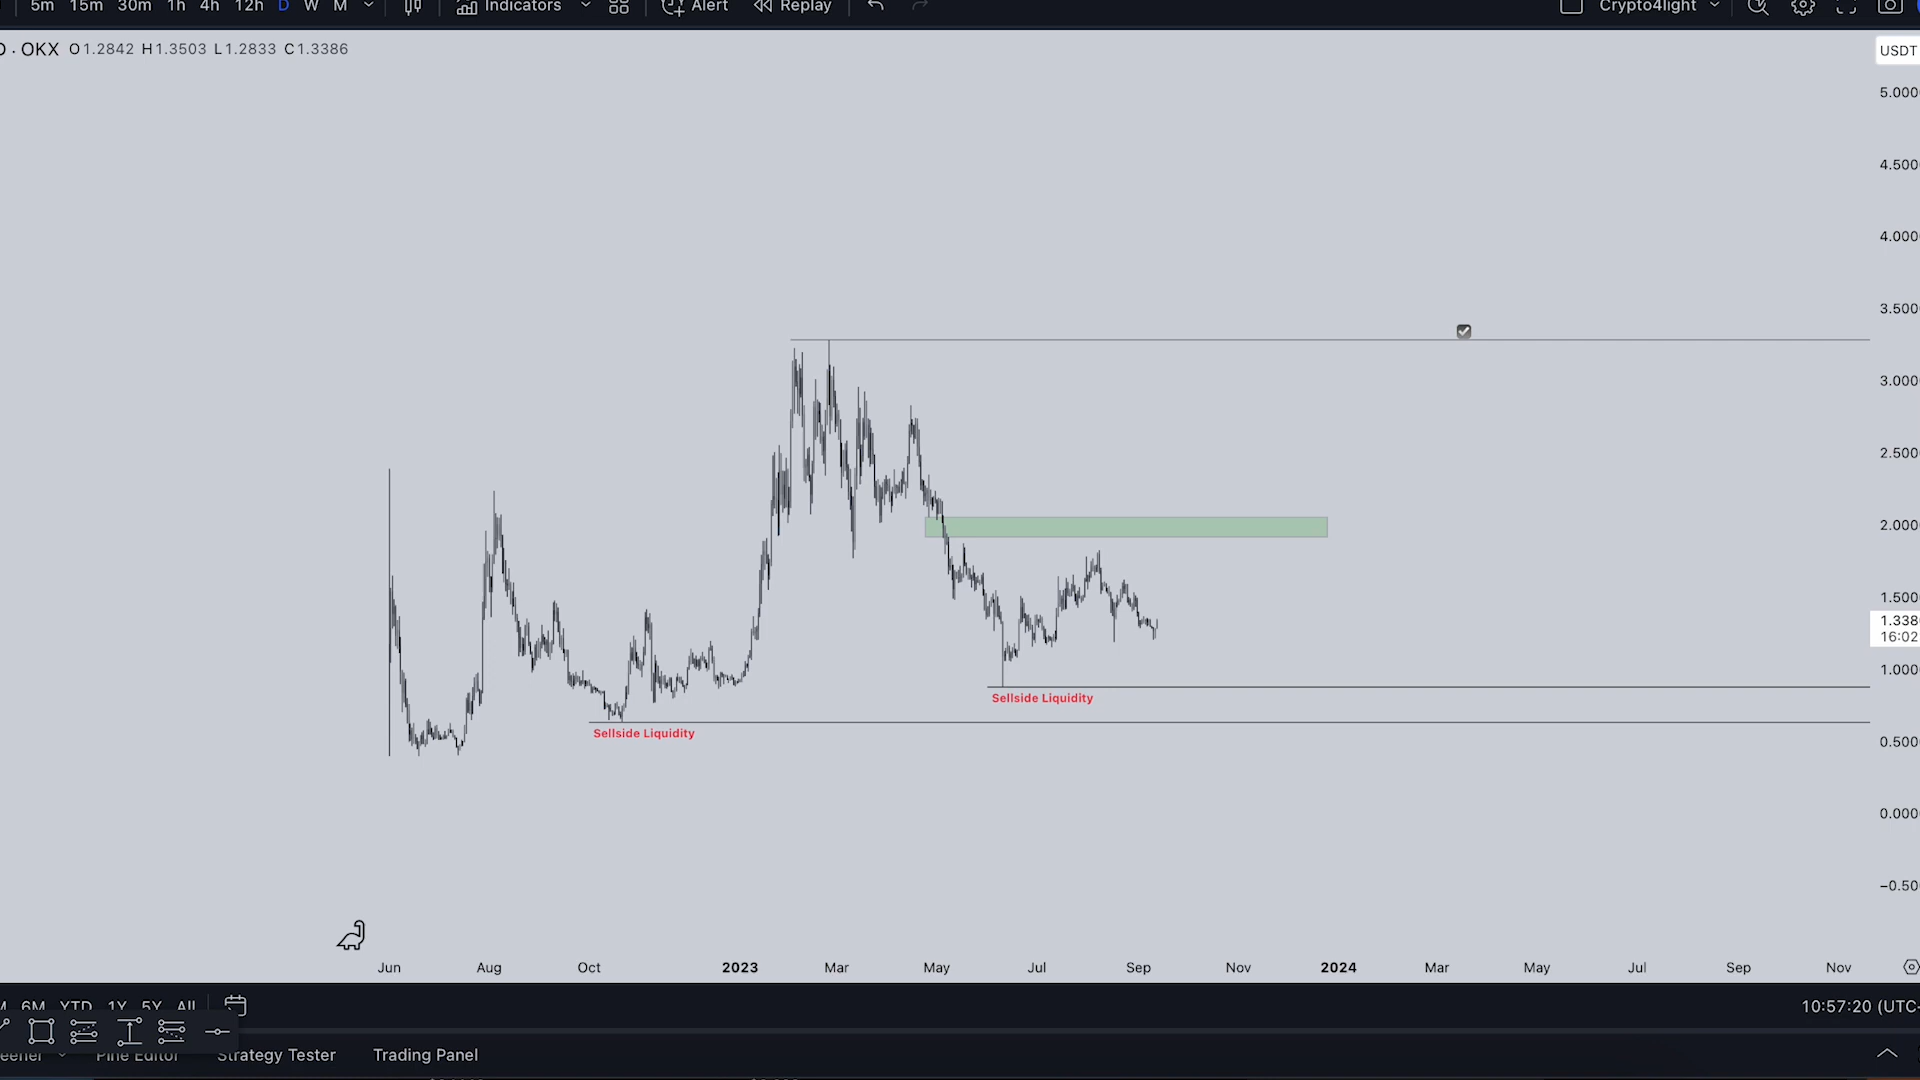 5m 15m 30m 1h 4h 12h D W M Indicators Alert Replay Crypto4light
· OKX O1.2842 H1.3503 L1.2833 C1.3386
USDT
5.000
4.500
4.000
3.500
3.000
2.500
2.000
1.500
1.338
16:02
1.000
Sellside Liquidity
Sellside Liquidity
0.500
0.000
−0.50
Jun Aug Oct 2023 Mar May Jul Sep Nov 2024 Mar May Jul Sep Nov
6M YTD 1Y 5Y All 10:57:20 (UTC-
eener Pine Editor Strategy Tester Trading Panel